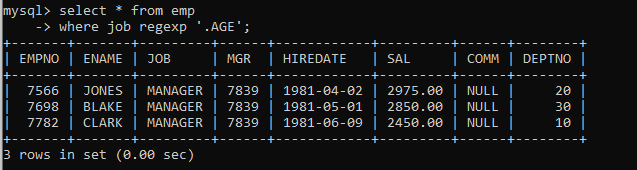 mysql> select * from emp
    -> where job regexp '.AGE';
+-------+-------+---------+------+------------+---------+------+--------+
| EMPNO | ENAME | JOB     | MGR  | HIREDATE   | SAL     | COMM | DEPTNO |
+-------+-------+---------+------+------------+---------+------+--------+
|  7566 | JONES | MANAGER | 7839 | 1981-04-02 | 2975.00 | NULL |     20 |
|  7698 | BLAKE | MANAGER | 7839 | 1981-05-01 | 2850.00 | NULL |     30 |
|  7782 | CLARK | MANAGER | 7839 | 1981-06-09 | 2450.00 | NULL |     10 |
+-------+-------+---------+------+------------+---------+------+--------+
3 rows in set (0.00 sec)